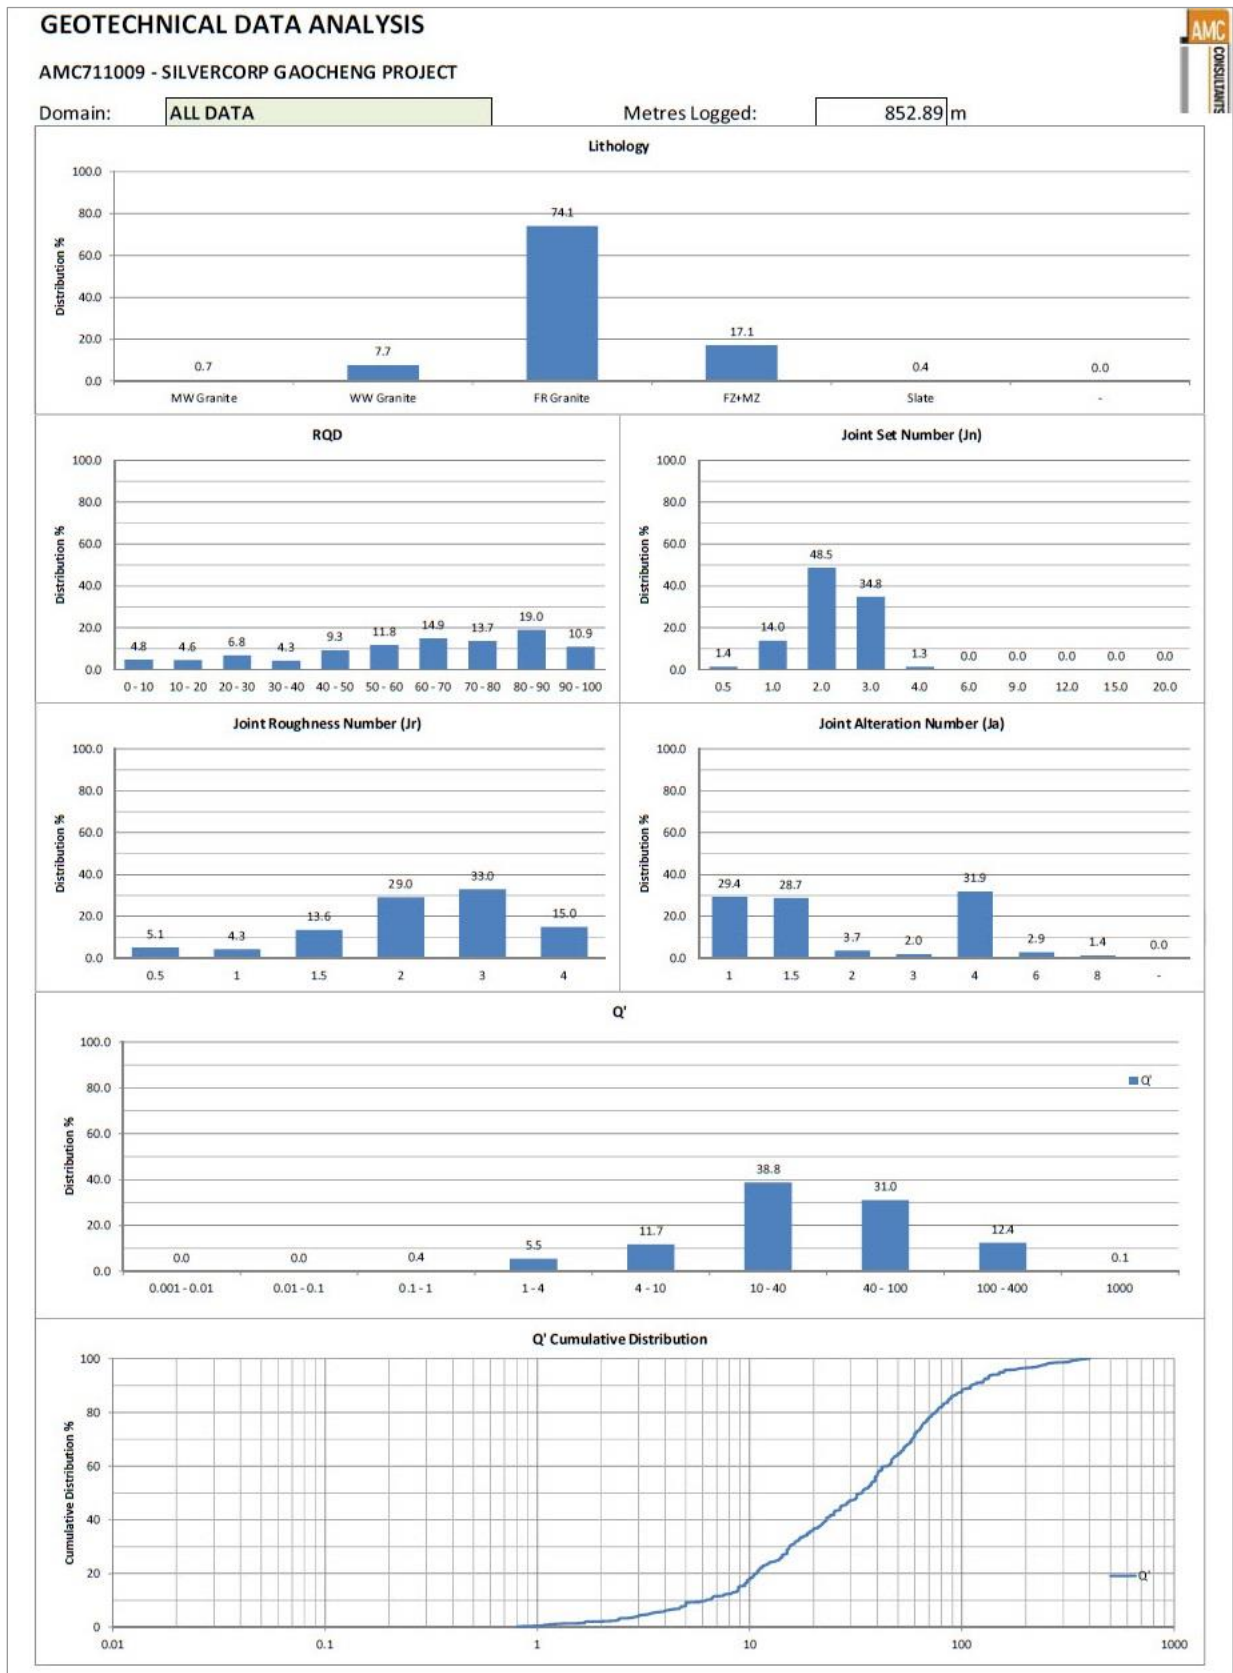 GEOTECHNICAL DATA ANALYSIS
AMC
CONSULTANTS
AMC711009 - SILVERCORP GAOCHENG PROJECT
Domain: ALL DATA Metres Logged: 852.89 m
Lithology
Distribution %
100.0
80.0
60.0
40.0
20.0
0.0
0.7 7.7 74.1 17.1 0.4 0.0
MW Granite WW Granite FR Granite FZ+MZ Slate -
RQD
Distribution %
100.0
80.0
60.0
40.0
20.0
0.0
4.8 4.6 6.8 4.3 9.3 11.8 14.9 13.7 19.0 10.9
0 - 10 10 - 20 20 - 30 30 - 40 40 - 50 50 - 60 60 - 70 70 - 80 80 - 90 90 - 100
Joint Set Number (Jn)
Distribution %
100.0
80.0
60.0
40.0
20.0
0.0
1.4 14.0 48.5 34.8 1.3 0.0 0.0 0.0 0.0 0.0
0.5 1.0 2.0 3.0 4.0 6.0 9.0 12.0 15.0 20.0
Joint Roughness Number (Jr)
Distribution %
100.0
80.0
60.0
40.0
20.0
0.0
5.1 4.3 13.6 29.0 33.0 15.0
0.5 1 1.5 2 3 4
Joint Alteration Number (Ja)
Distribution %
100.0
80.0
60.0
40.0
20.0
0.0
29.4 28.7 3.7 2.0 31.9 2.9 1.4 0.0
1 1.5 2 3 4 6 8 -
Q'
Distribution %
100.0
80.0
60.0
40.0
20.0
0.0
Q'
0.0 0.0 0.4 5.5 11.7 38.8 31.0 12.4 0.1
0.001 - 0.01 0.01 - 0.1 0.1 - 1 1 - 4 4 - 10 10 - 40 40 - 100 100 - 400 1000
Q' Cumulative Distribution
Cumulative Distribution %
100
80
60
40
20
0
Q'
0.01 0.1 1 10 100 1000